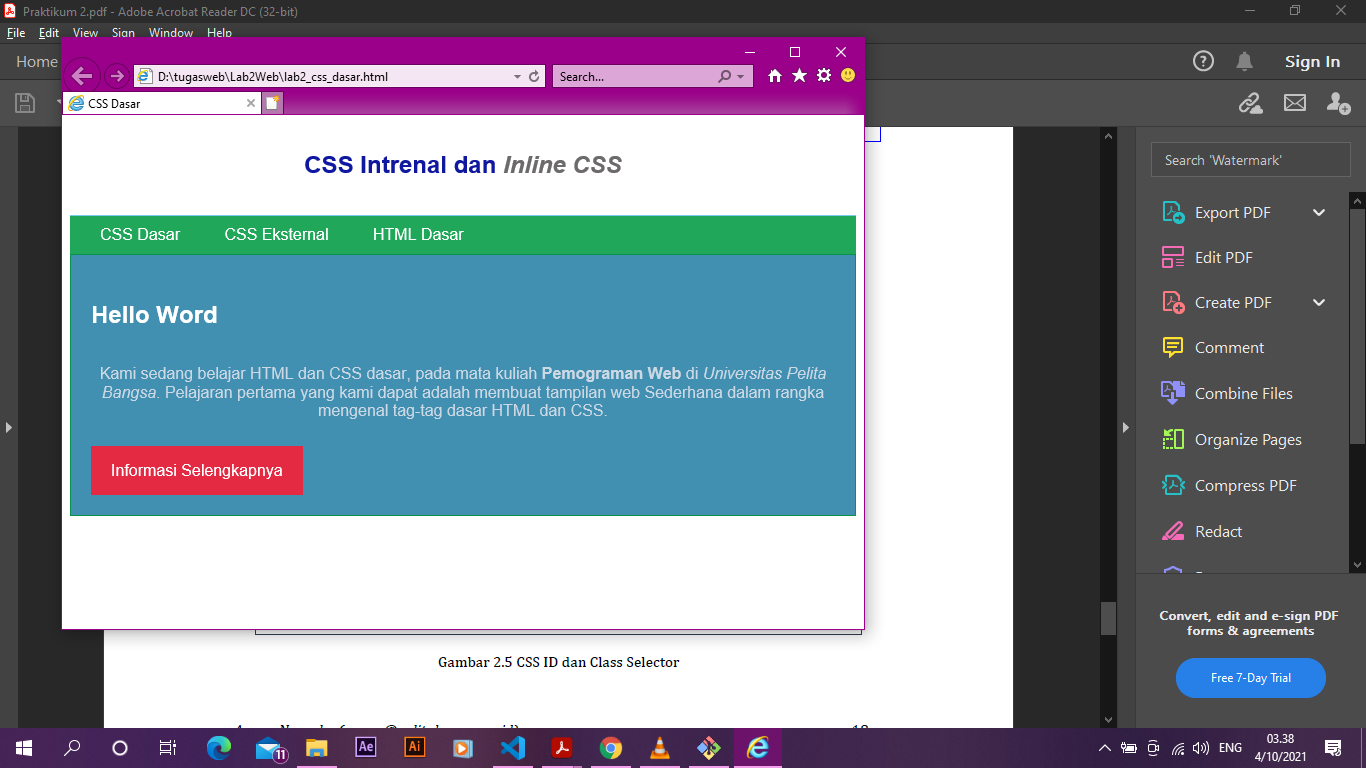 Praktikum 2.pdf - Adobe Acrobat Reader DC (32-bit)
File Edit View Sign Window Help
Home
Sign In
D:\tugasweb\Lab2Web\lab2_css_dasar.html
Search...
CSS Dasar
CSS Intrenal dan Inline CSS
CSS Dasar CSS Eksternal HTML Dasar
Hello Word
Kami sedang belajar HTML dan CSS dasar, pada mata kuliah Pemograman Web di Universitas Pelita
Bangsa. Pelajaran pertama yang kami dapat adalah membuat tampilan web Sederhana dalam rangka
mengenal tag-tag dasar HTML dan CSS.
Informasi Selengkapnya
Gambar 2.5 CSS ID dan Class Selector
Search 'Watermark'
Export PDF
Edit PDF
Create PDF
Comment
Combine Files
Organize Pages
Compress PDF
Redact
Convert, edit and e-sign PDF
forms & agreements
Free 7-Day Trial
11
Ae
Ai
ENG
03.38
4/10/2021